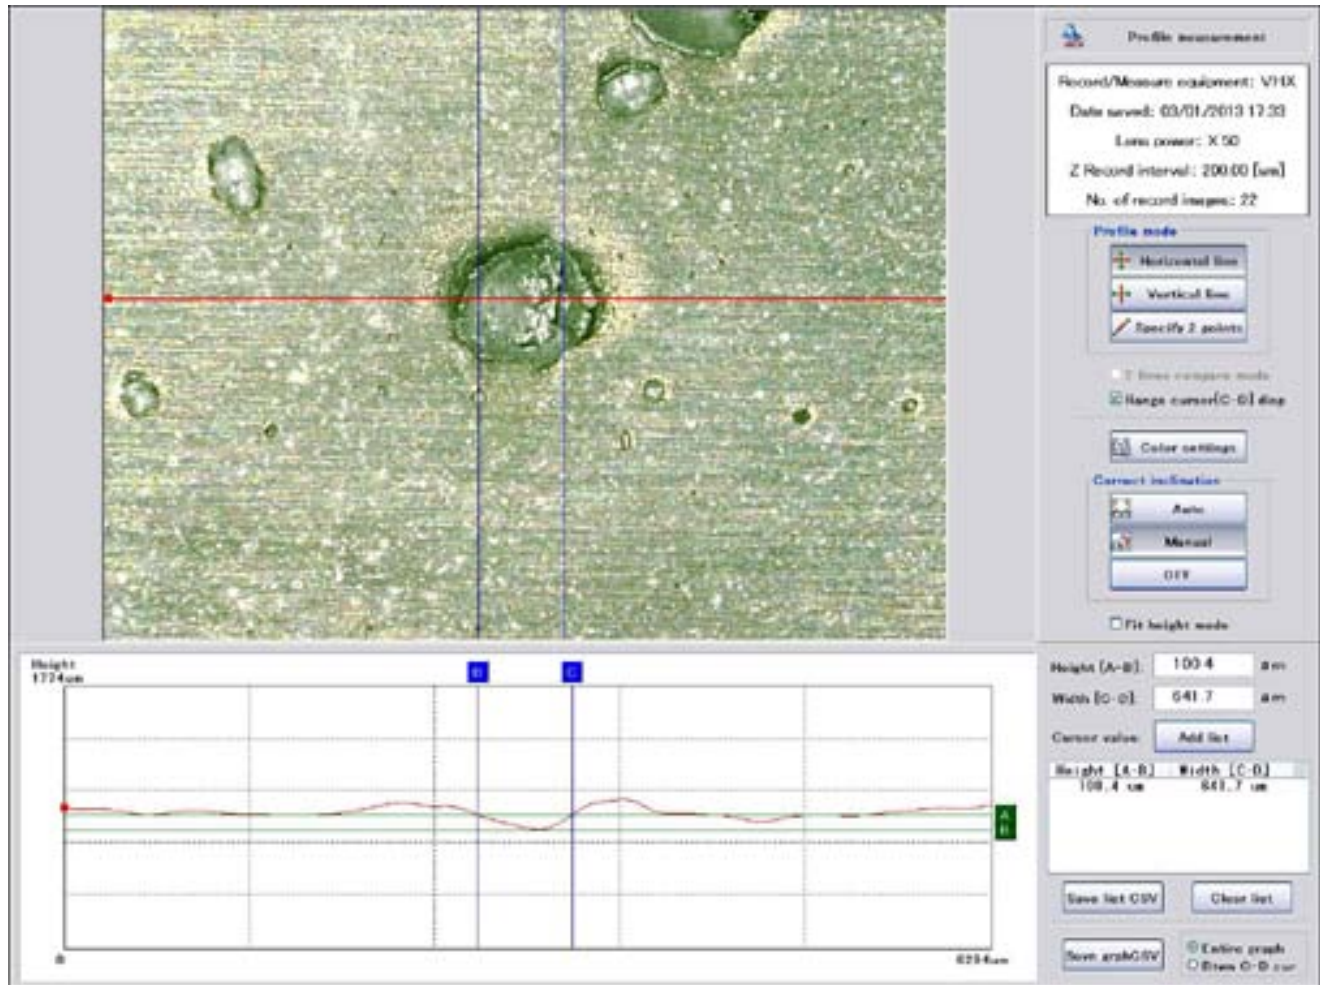 Profile measurement
Record/Measure equipment: VHX
Date saved: 03/01/2013 17:33
Lens power: X 50
Z Record interval: 200.00 [um]
No. of record images: 22
Profile mode
Horizontal line
Vertical line
Specify 2 points
2 lines compare mode
Range cursor[C-D] disp
Color settings
Correct inclination
Auto
Manual
OFF
Fit height mode
Height
1774um
C
A
B
0
Height [A-B]: 100.4 um
Width [C-D]: 641.7 um
Cursor value: Add list
Height [A-B] Width [C-D]
100.4 um 641.7 um
Save list CSV Clear list
Save graphCSV
Entire graph